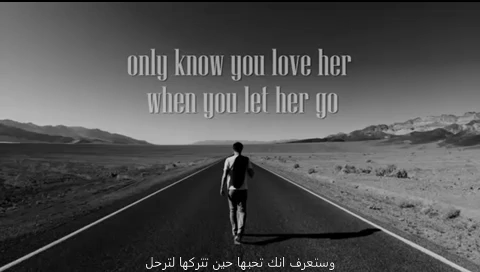 only know you love her
when you let her go
وستعرف انك تحبها حين تتركها لترحل